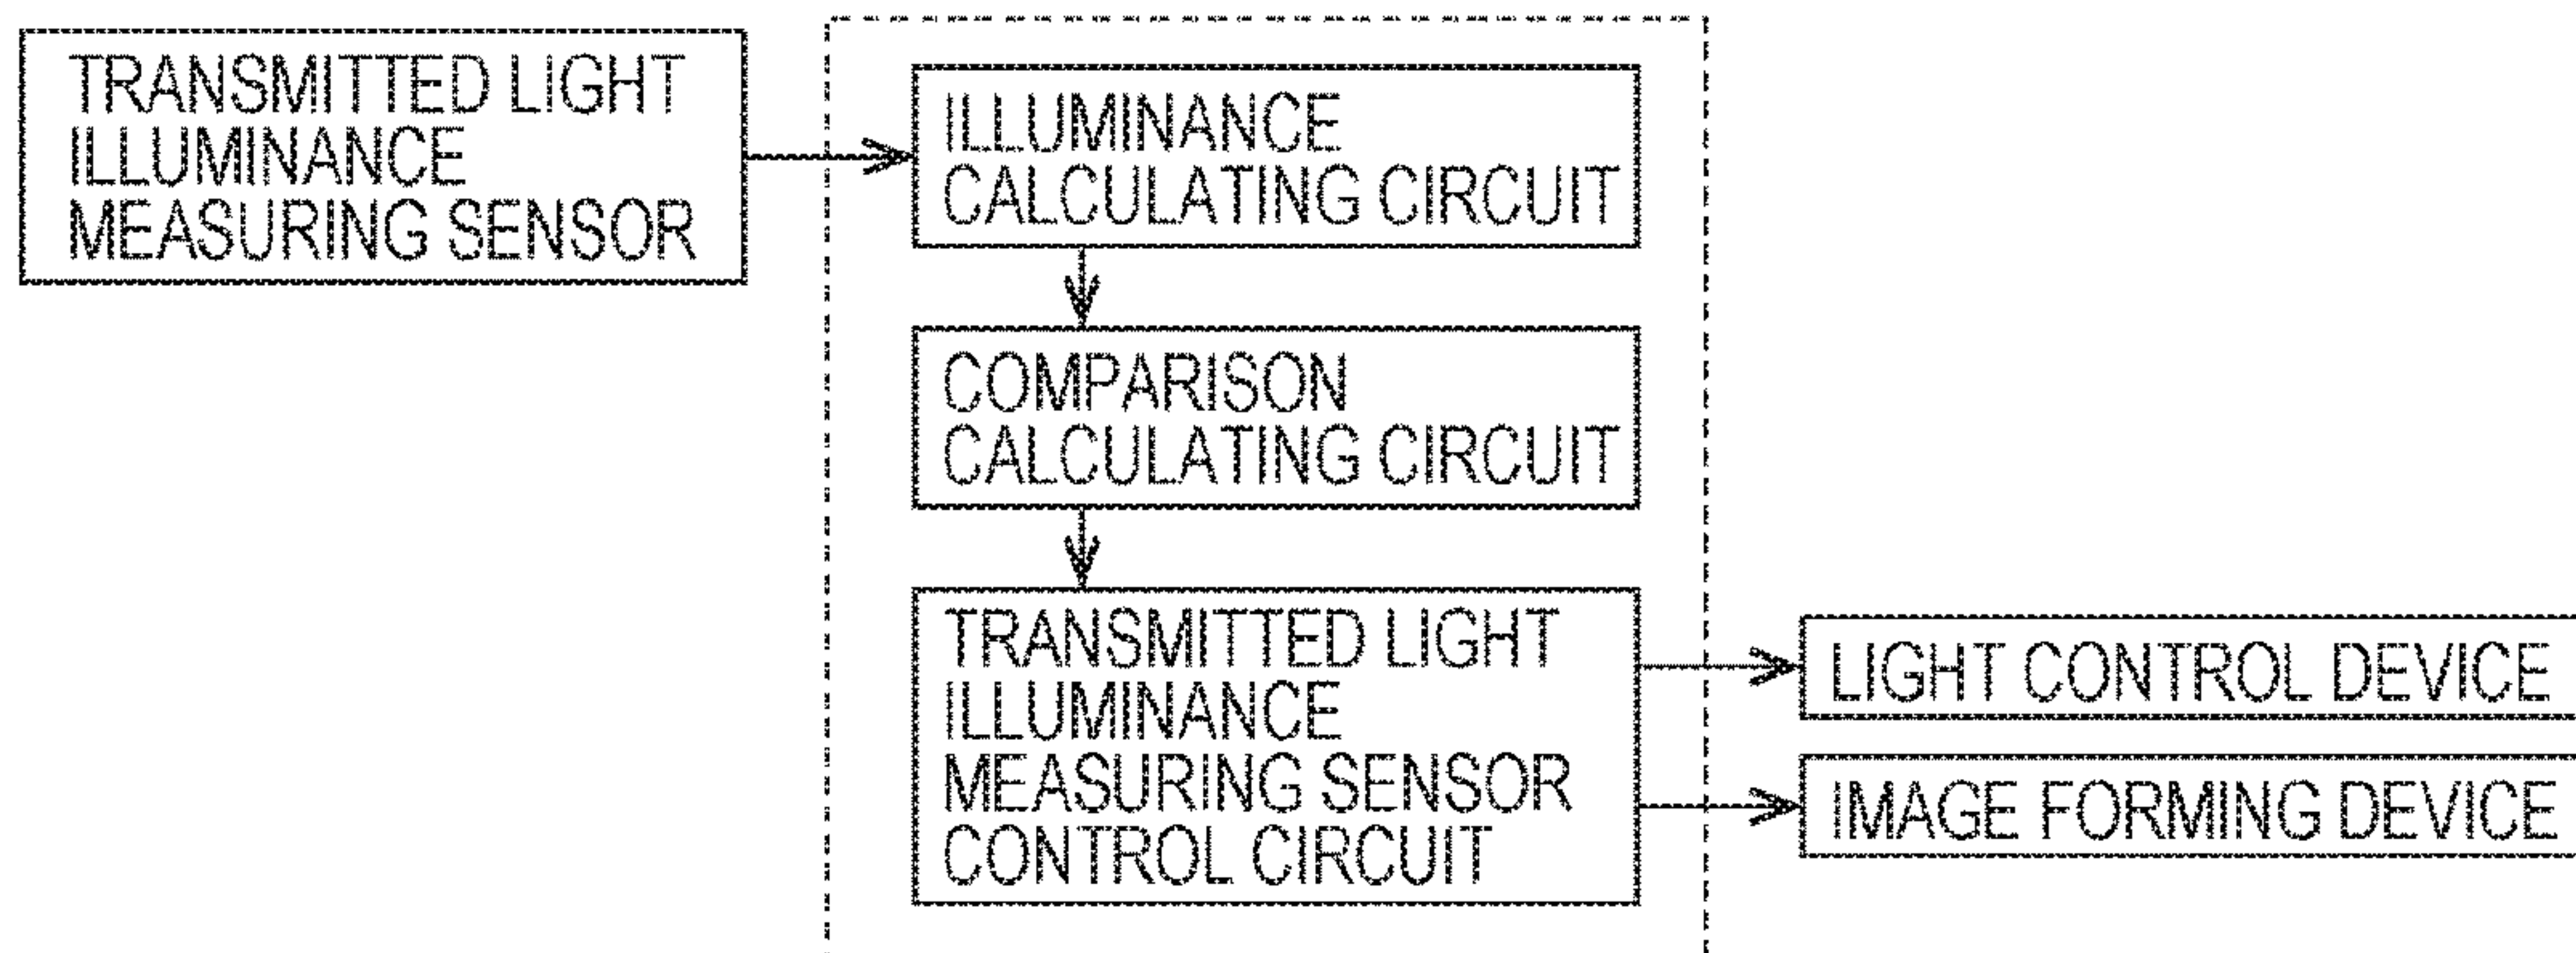 TRANSMITTED LIGHT
ILLUMINANCE
MEASURING SENSOR
ILLUMINANCE
CALCULATING CIRCUIT
COMPARISON
CALCULATING CIRCUIT
TRANSMITTED LIGHT
ILLUMINANCE
MEASURING SENSOR
CONTROL CIRCUIT
LIGHT CONTROL DEVICE
IMAGE FORMING DEVICE